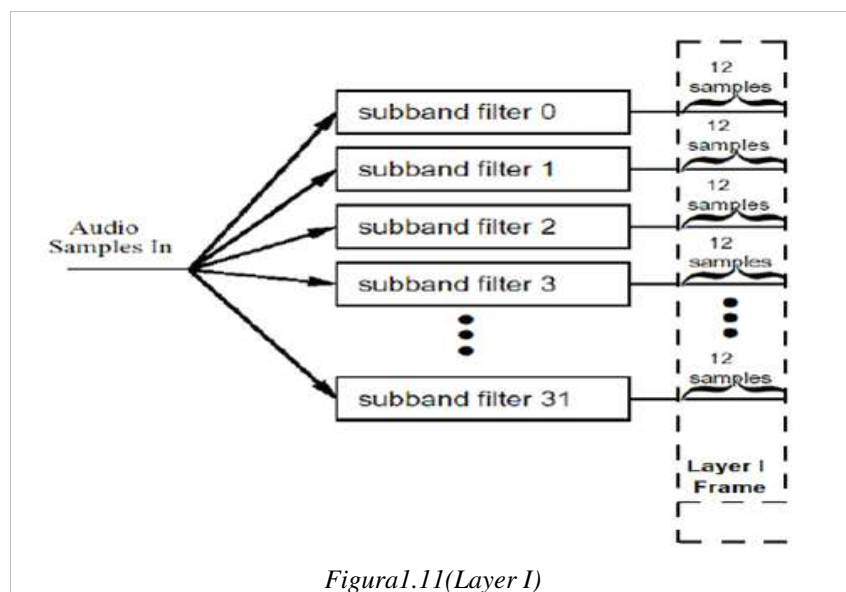 12
samples
subband filter 0
12
samples
subband filter 1
12
samples
Audio
Samples In
subband filter 2
12
samples
subband filter 3
12
samples
subband filter 31
Layer I
Frame
Figura1.11(Layer I)